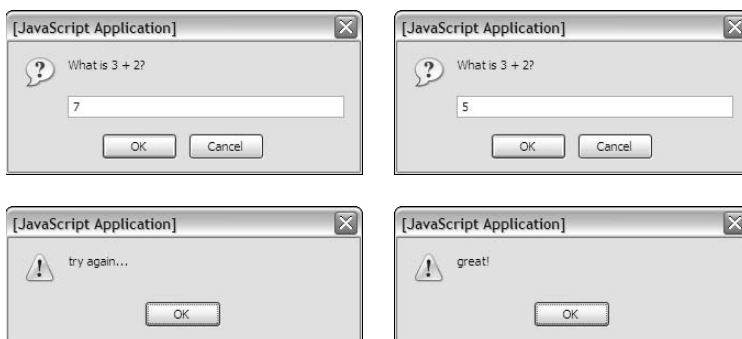 [JavaScript Application]
What is 3 + 2?
7
OK Cancel
[JavaScript Application]
What is 3 + 2?
5
OK Cancel
[JavaScript Application]
try again...
OK
[JavaScript Application]
great!
OK